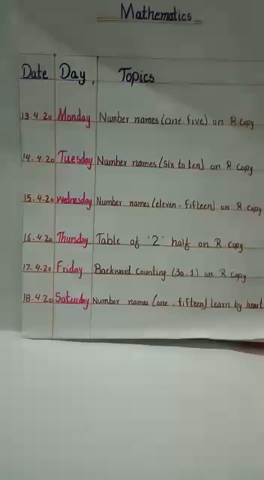 Mathematics
Date Day. Topics
13.4.20 Monday Number names (one five) on R copy
14.4.20 Tuesday Number names (six to ten) on R copy
15.4.20 Wednesday Number names (eleven - fifteen) on R copy
16.4.20 Thursday Table of '2' half on R copy
17.4.20 Friday Backward Counting (30-1) on R copy
18.4.20 Saturday Number names (one - fifteen) learn by heart